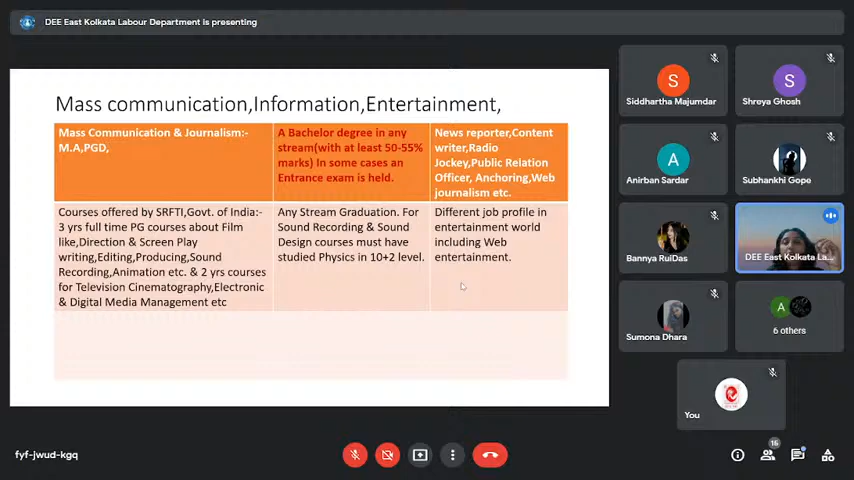 DEE East Kolkata Labour Department is presenting
Mass communication,Information,Entertainment,
Mass Communication & Journalism:-
M.A,PGD,
A Bachelor degree in any
stream(with at least 50-55%
marks) In some cases an
Entrance exam is held.
News reporter,Content
writer,Radio
Jockey,Public Relation
Officer, Anchoring,Web
journalism etc.
Courses offered by SRFTI,Govt. of India:-
3 yrs full time PG courses about Film
like,Direction & Screen Play
writing,Editing,Producing,Sound
Recording,Animation etc. & 2 yrs courses
for Television Cinematography,Electronic
& Digital Media Management etc
Any Stream Graduation. For
Sound Recording & Sound
Design courses must have
studied Physics in 10+2 level.
Different job profile in
entertainment world
including Web
entertainment.
S
Siddhartha Majumdar
S
Shreya Ghosh
A
Anirban Sardar
Subhankhi Gope
Bannya RuiDas
DEE East Kolkata La...
Sumona Dhara
A
6 others
You
fyf-jwud-kgq
16